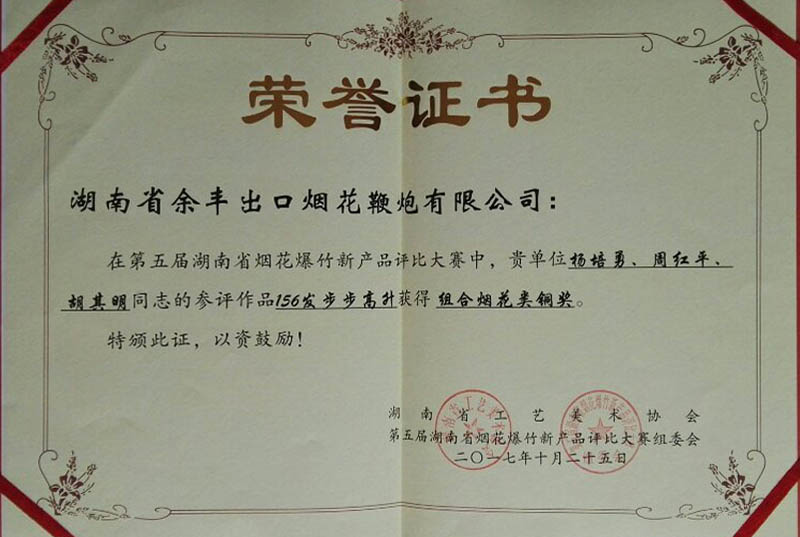 荣誉证书
湖南省余丰出口烟花鞭炮有限公司：
在第五届湖南省烟花爆竹新产品评比大赛中，贵单位杨培勇、周红平、
胡其明同志的参评作品156发步步高升获得 组合烟花类铜奖。
特颁此证，以资鼓励！
湖南省工艺美术协会
第五届湖南省烟花爆竹新产品评比大赛组委会
二〇一七年十月二十五日